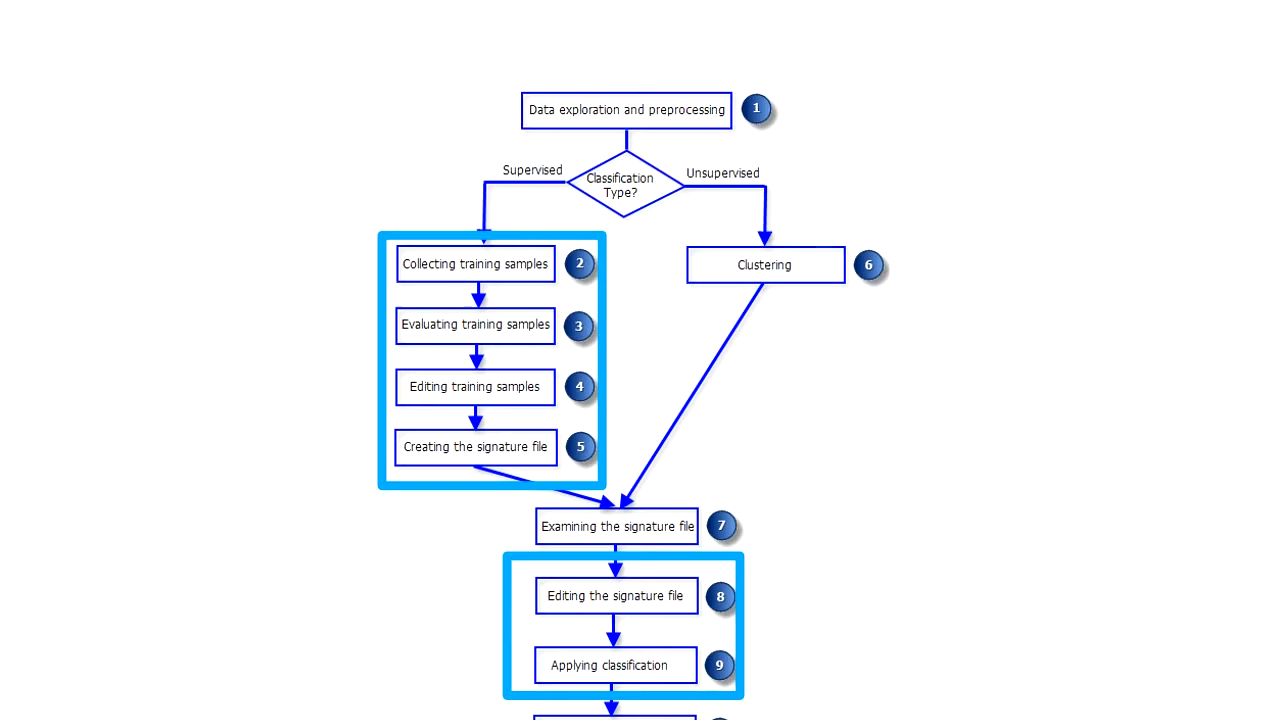 Data exploration and preprocessing
1
Supervised
Classification
Type?
Unsupervised
Collecting training samples
2
Clustering
6
Evaluating training samples
3
Editing training samples
4
Creating the signature file
5
Examining the signature file
7
Editing the signature file
8
Applying classification
9